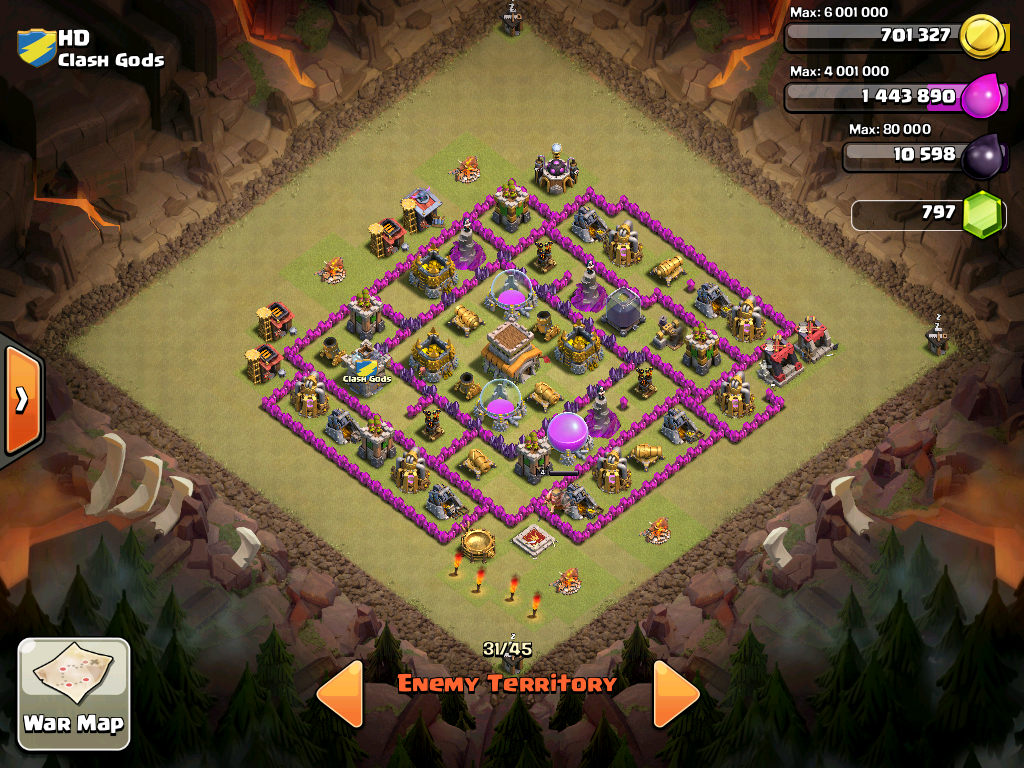 HD
Clash Gods
Max: 6 001 000
701 327
Max: 4 001 000
1 443 890
Max: 80 000
10 598
797
Clash Gods
31/45
Enemy Territory
War Map